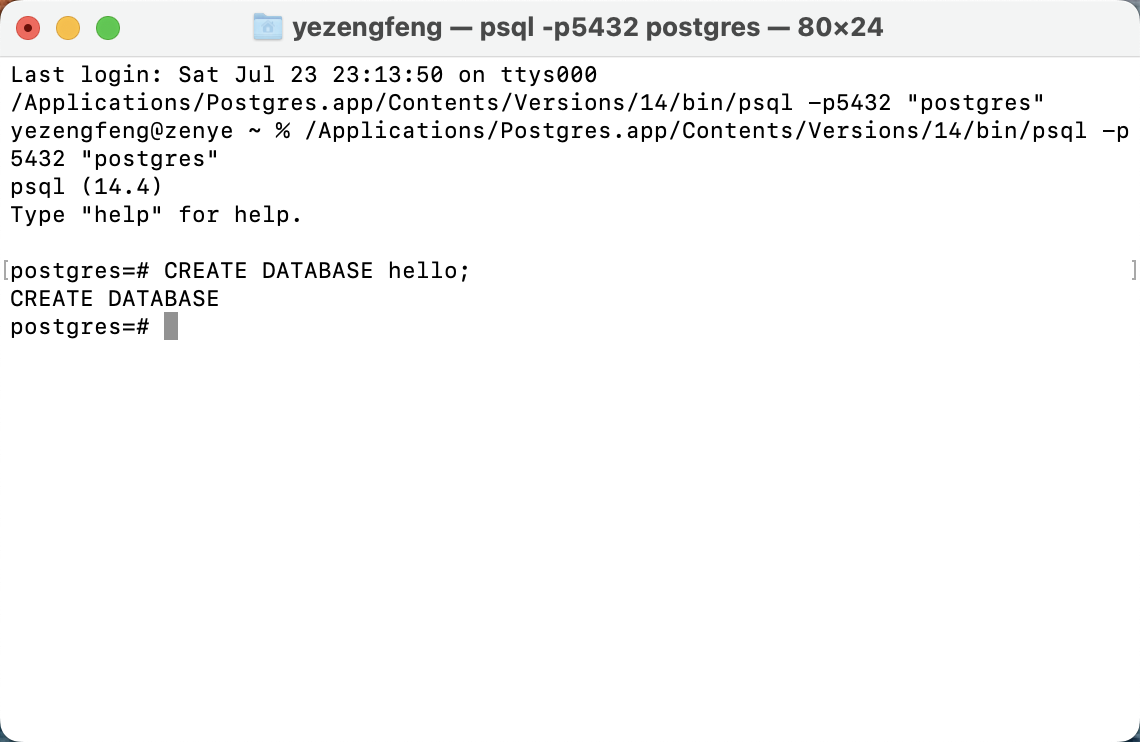 yezengfeng — psql -p5432 postgres — 80×24
Last login: Sat Jul 23 23:13:50 on ttys000
/Applications/Postgres.app/Contents/Versions/14/bin/psql -p5432 "postgres"
yezengfeng@zenye ~ % /Applications/Postgres.app/Contents/Versions/14/bin/psql -p
5432 "postgres"
psql (14.4)
Type "help" for help.
[postgres=# CREATE DATABASE hello; ]
CREATE DATABASE
postgres=#